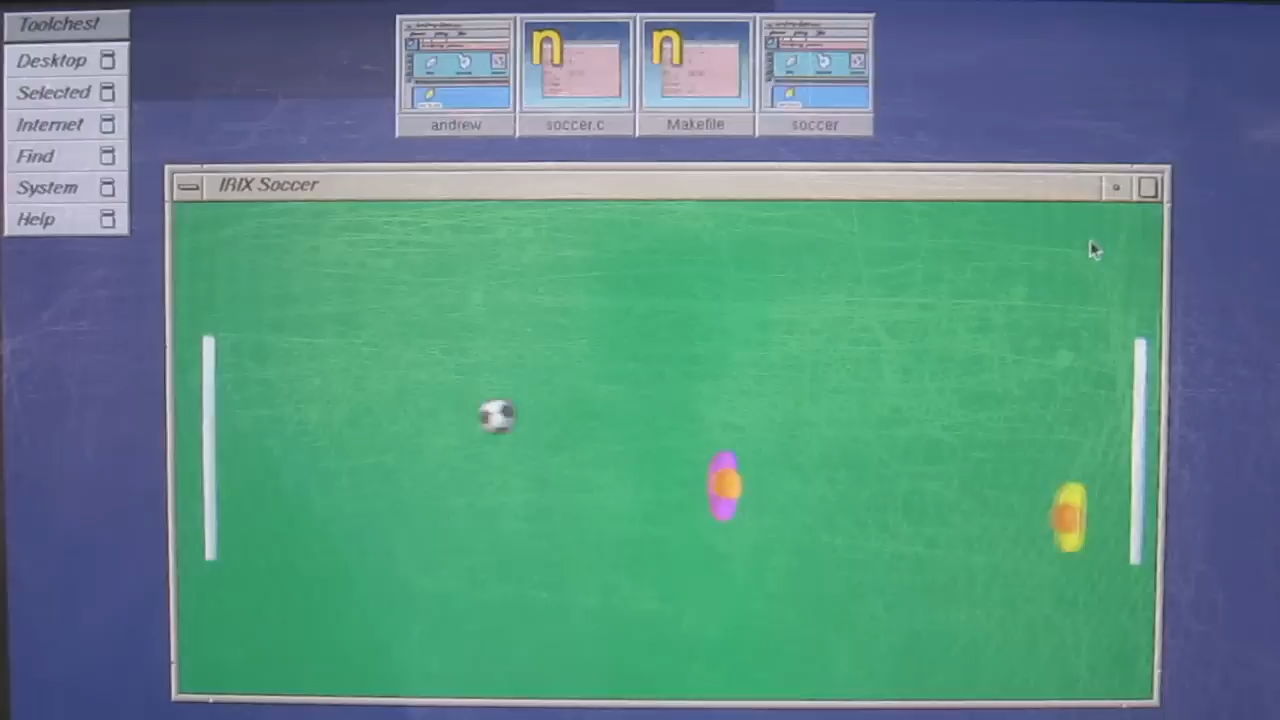 Toolchest
Desktop
Selected
Internet
Find
System
Help
n
n
andrew
soccer.c
Makefile
soccer
IRIX Soccer